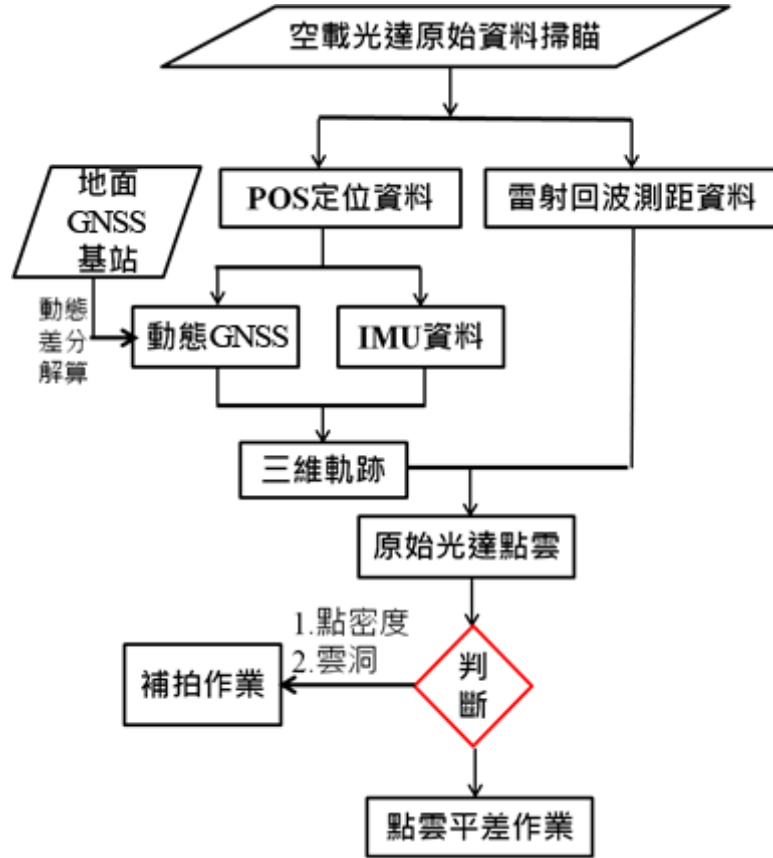 空載光達原始資料掃瞄
地面
GNSS
基站
POS定位資料
雷射回波測距資料
動態
差分
解算
動態GNSS
IMU資料
三維軌跡
原始光達點雲
1.點密度
2.雲洞
補拍作業
判
斷
點雲平差作業